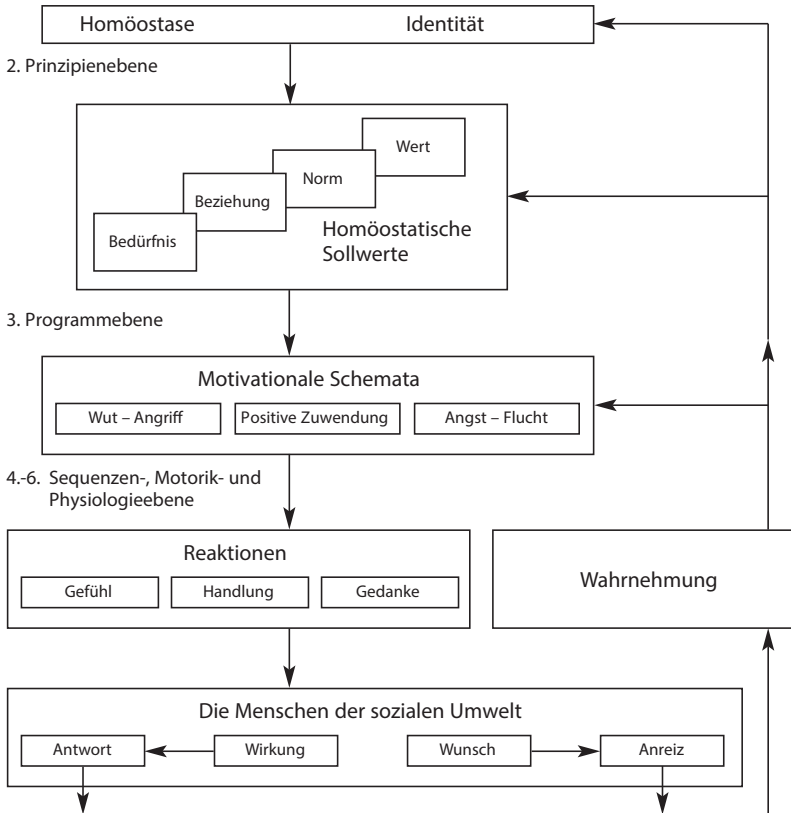 Homöostase Identität
2. Prinzipienebene
Wert
Norm
Beziehung
Bedürfnis
Homöostatische
Sollwerte
3. Programmebene
Motivationale Schemata
Wut – Angriff Positive Zuwendung Angst – Flucht
4.-6. Sequenzen-, Motorik- und
Physiologieebene
Reaktionen
Gefühl Handlung Gedanke
Wahrnehmung
Die Menschen der sozialen Umwelt
Antwort Wirkung Wunsch Anreiz